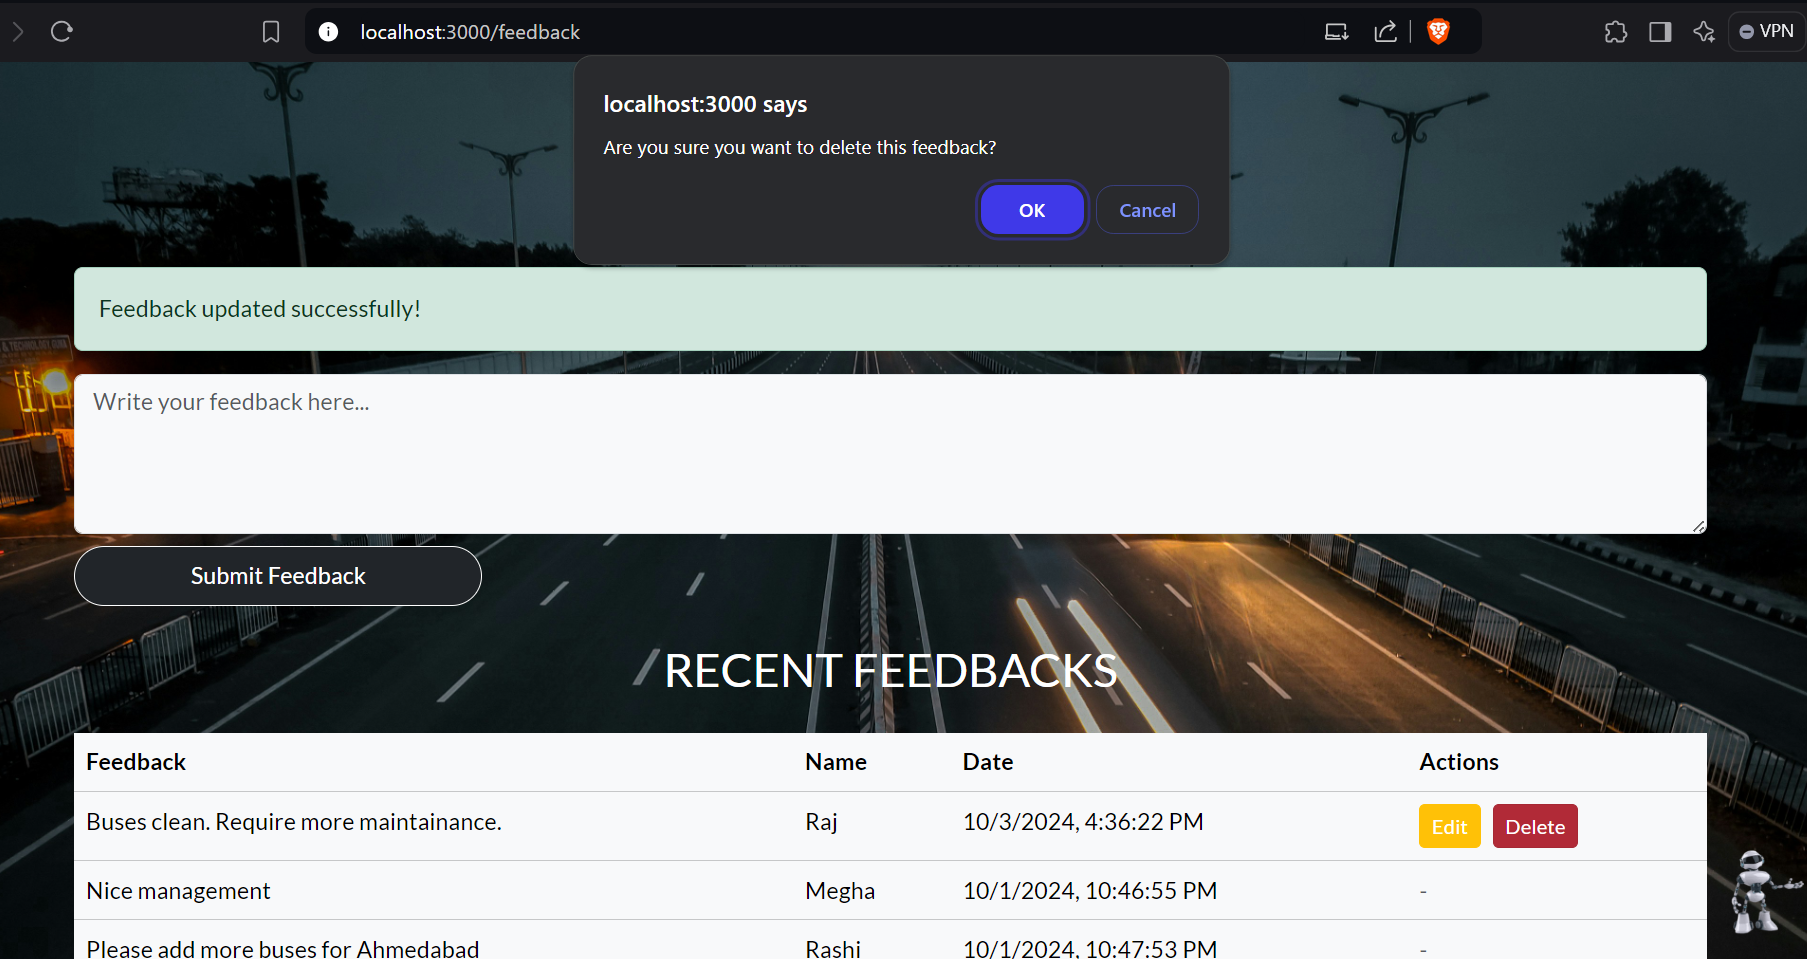 localhost:3000/feedback
VPN
localhost:3000 says
Are you sure you want to delete this feedback?
OK Cancel
Feedback updated successfully!
Write your feedback here...
Submit Feedback
RECENT FEEDBACKS
Feedback Name Date Actions
Buses clean. Require more maintainance. Raj 10/3/2024, 4:36:22 PM Edit Delete
Nice management Megha 10/1/2024, 10:46:55 PM -
Please add more buses for Ahmedabad Rashi 10/1/2024, 10:47:53 PM -